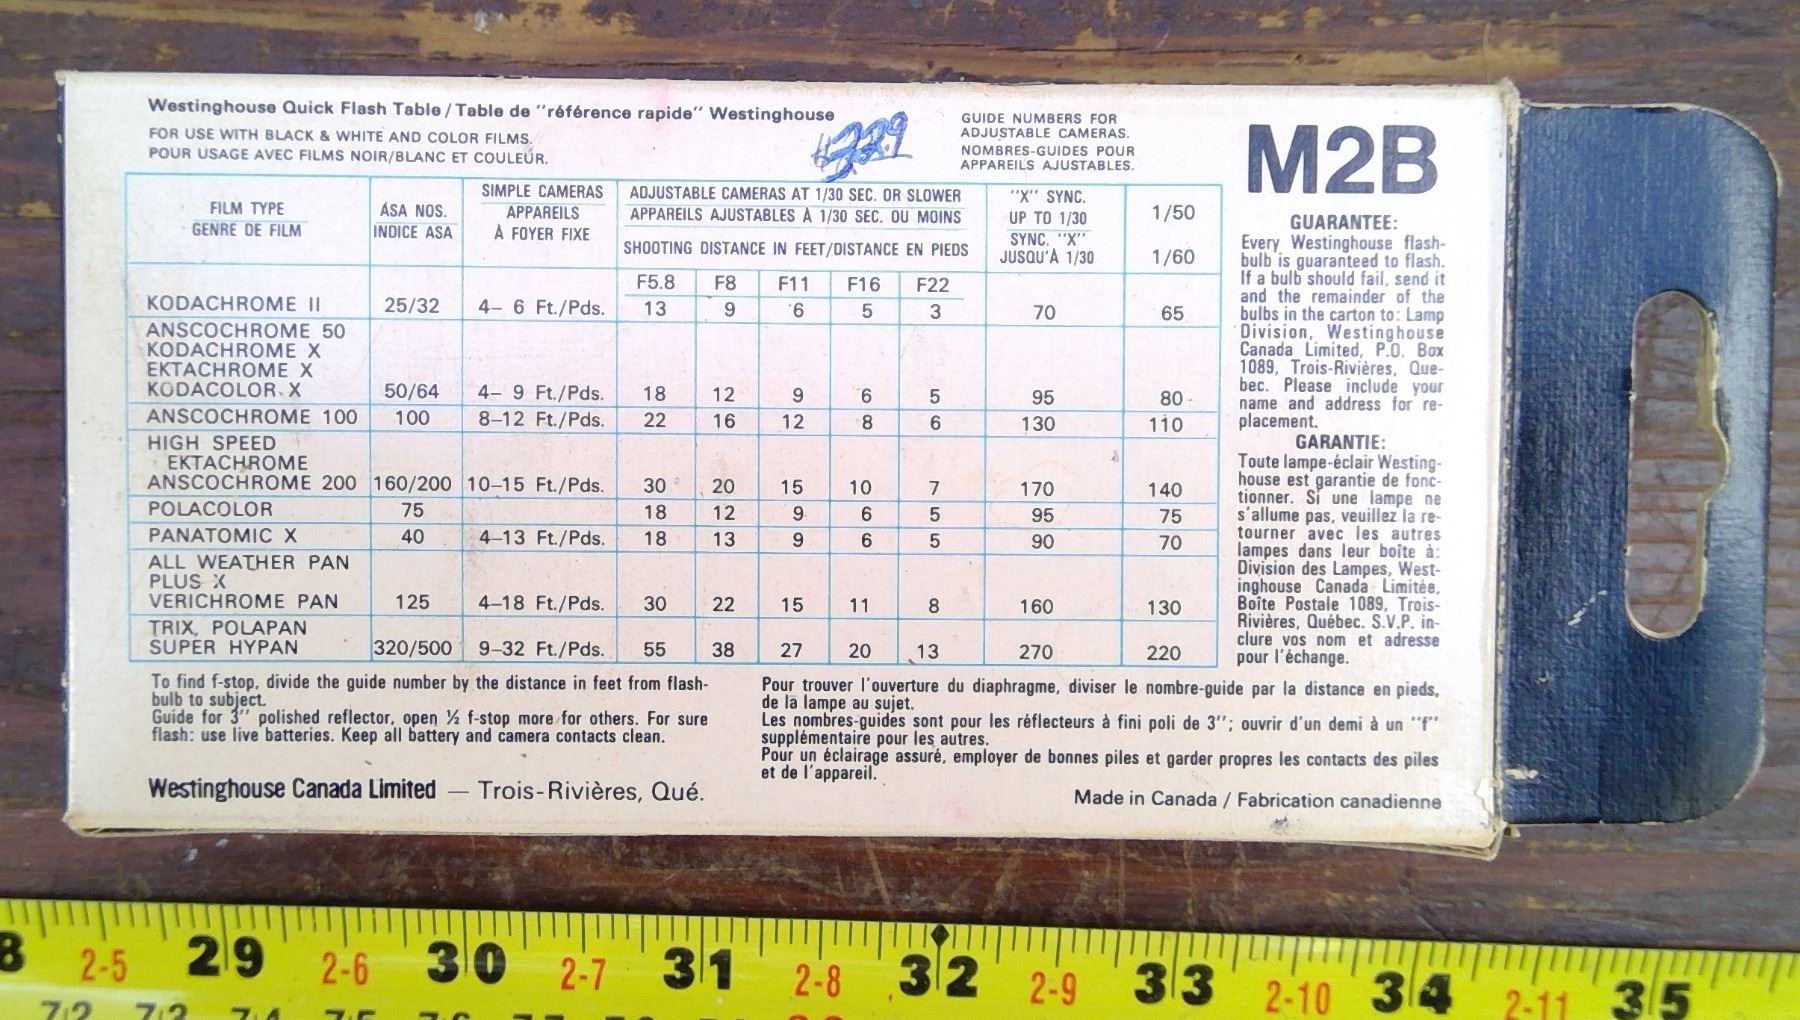 Westinghouse Quick Flash Table / Table de "référence rapide" Westinghouse
FOR USE WITH BLACK & WHITE AND COLOR FILMS.
POUR USAGE AVEC FILMS NOIR/BLANC ET COULEUR.
GUIDE NUMBERS FOR
ADJUSTABLE CAMERAS.
NOMBRES-GUIDES POUR
APPAREILS AJUSTABLES.
FILM TYPE
GENRE DE FILM
ASA NOS.
INDICE ASA
SIMPLE CAMERAS
APPAREILS
À FOYER FIXE
ADJUSTABLE CAMERAS AT 1/30 SEC. OR SLOWER
APPAREILS AJUSTABLES À 1/30 SEC. OU MOINS
SHOOTING DISTANCE IN FEET/DISTANCE EN PIEDS
"X" SYNC.
UP TO 1/30
SYNC. "X"
JUSQU'À 1/30
1/50
1/60
F5.8 F8 F11 F16 F22
KODACHROME II 25/32 4– 6 Ft./Pds. 13 9 6 5 3 70 65
ANSCOCHROME 50
KODACHROME X
EKTACHROME X
KODACOLOR X 50/64 4– 9 Ft./Pds. 18 12 9 6 5 95 80
ANSCOCHROME 100 100 8–12 Ft./Pds. 22 16 12 8 6 130 110
HIGH SPEED
EKTACHROME
ANSCOCHROME 200 160/200 10–15 Ft./Pds. 30 20 15 10 7 170 140
POLACOLOR 75 18 12 9 6 5 95 75
PANATOMIC X 40 4–13 Ft./Pds. 18 13 9 6 5 90 70
ALL WEATHER PAN
PLUS X
VERICHROME PAN 125 4–18 Ft./Pds. 30 22 15 11 8 160 130
TRIX, POLAPAN
SUPER HYPAN 320/500 9–32 Ft./Pds. 55 38 27 20 13 270 220
To find f-stop, divide the guide number by the distance in feet from flash-
bulb to subject.
Guide for 3" polished reflector, open ½ f-stop more for others. For sure
flash: use live batteries. Keep all battery and camera contacts clean.
Pour trouver l'ouverture du diaphragme, diviser le nombre-guide par la distance en pieds,
de la lampe au sujet.
Les nombres-guides sont pour les réflecteurs à fini poli de 3"; ouvrir d'un demi à un "f"
supplémentaire pour les autres.
Pour un éclairage assuré, employer de bonnes piles et garder propres les contacts des piles
et de l'appareil.
Westinghouse Canada Limited — Trois-Rivières, Qué.
Made in Canada / Fabrication canadienne
M2B
GUARANTEE:
Every Westinghouse flash-
bulb is guaranteed to flash.
If a bulb should fail, send it
and the remainder of the
bulbs in the carton to: Lamp
Division, Westinghouse
Canada Limited, P.O. Box
1089, Trois-Rivières, Que-
bec. Please include your
name and address for re-
placement.
GARANTIE:
Toute lampe-éclair Westing-
house est garantie de fonc-
tionner. Si une lampe ne
s'allume pas, veuillez la re-
tourner avec les autres
lampes dans leur boîte à:
Division des Lampes, West-
inghouse Canada Limitée,
Boîte Postale 1089, Trois-
Rivières, Québec. S.V.P. in-
clure vos nom et adresse
pour l'échange.
8 2-5 29 2-6 30 2-7 31 2-8 32 2-9 33 2-10 34 2-11 35
72 73 74 75 76